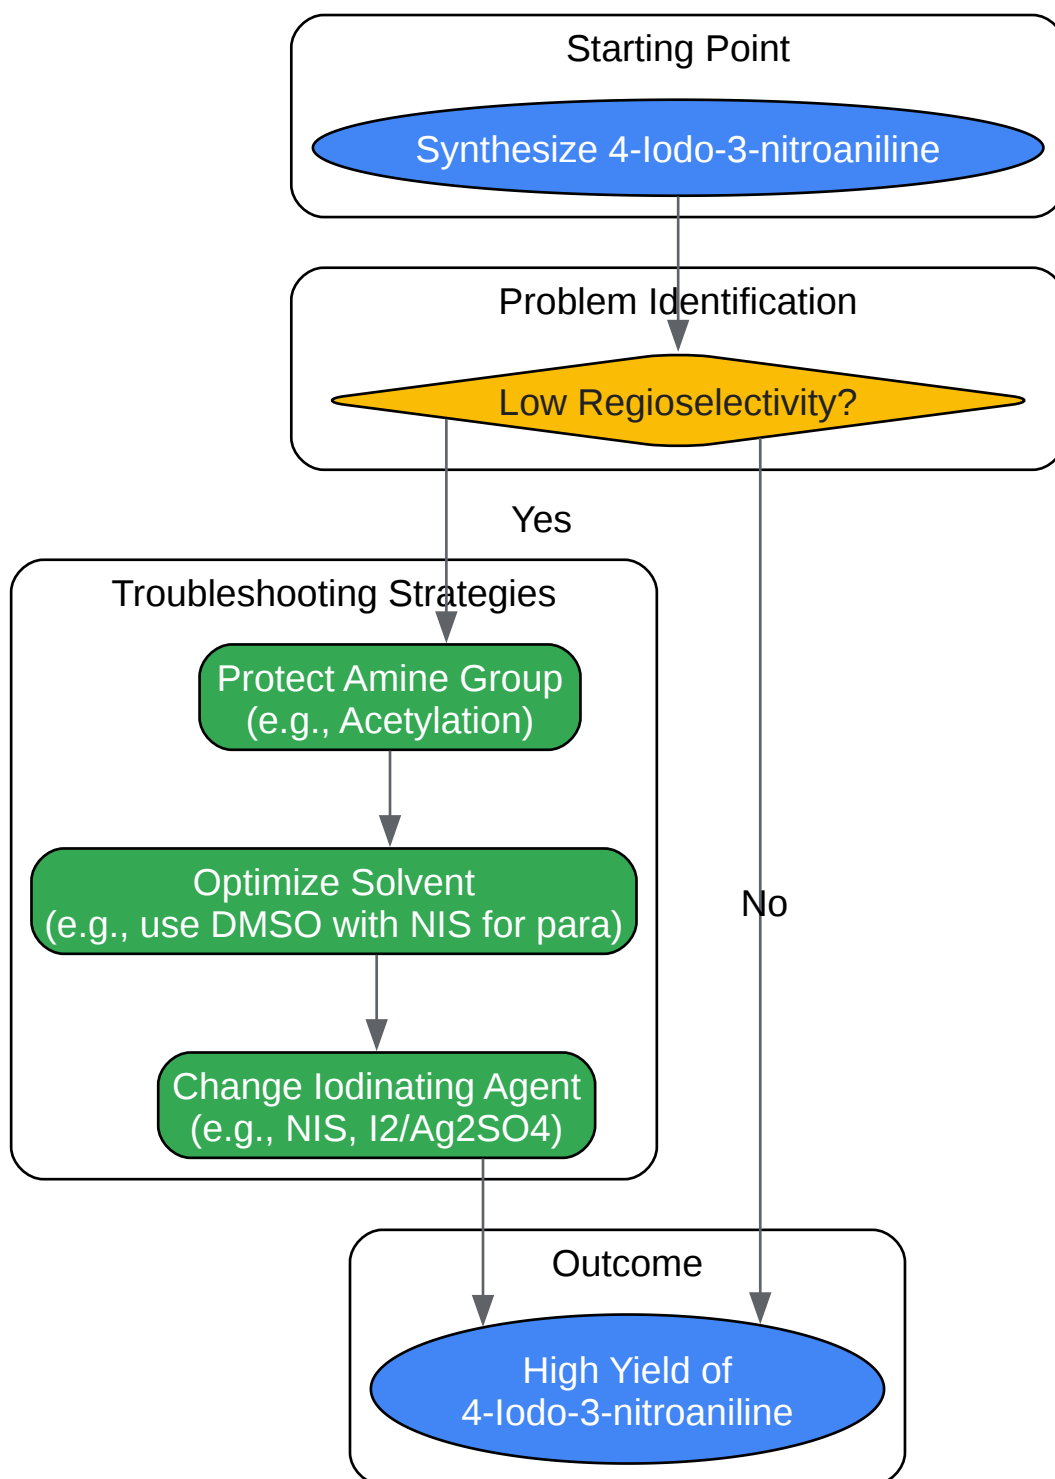 Starting Point
Synthesize 4-Iodo-3-nitroaniline
Problem Identification
Low Regioselectivity?
Yes
Troubleshooting Strategies
Protect Amine Group
(e.g., Acetylation)
Optimize Solvent
(e.g., use DMSO with NIS for para)
No
Change Iodinating Agent
(e.g., NIS, I2/Ag2SO4)
Outcome
High Yield of
4-Iodo-3-nitroaniline